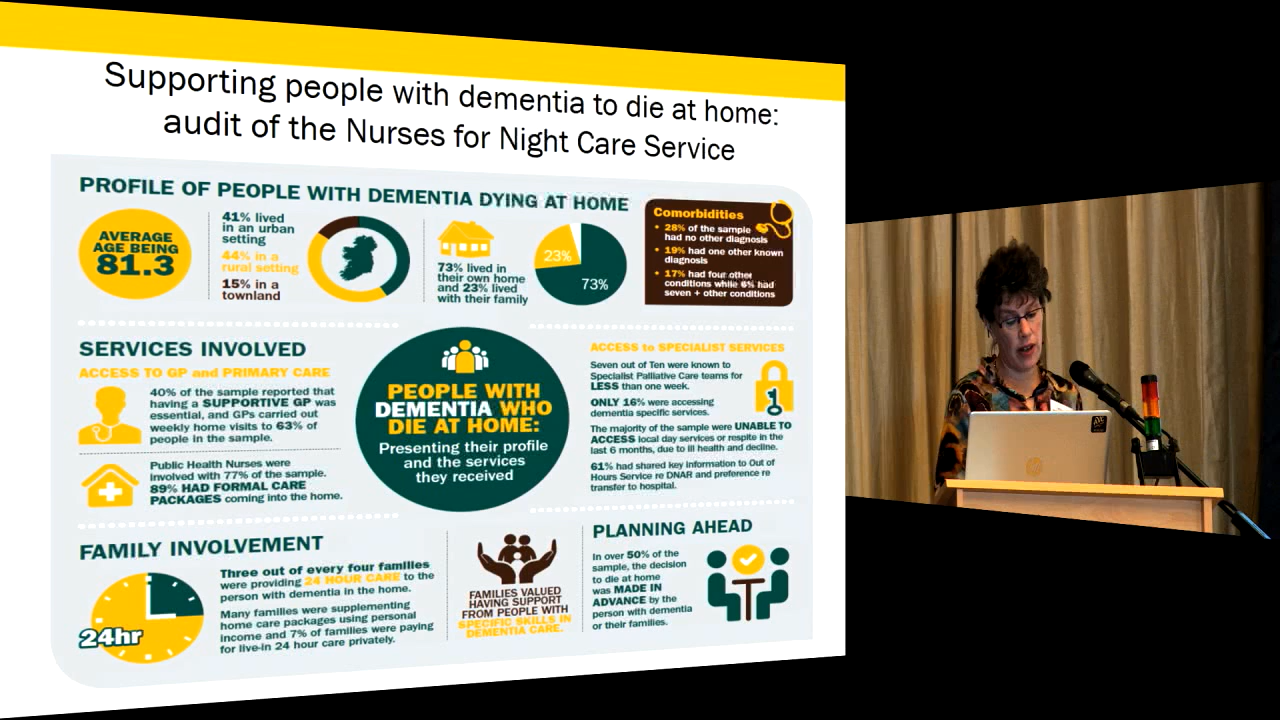 Supporting people with dementia to die at home:
audit of the Nurses for Night Care Service
PROFILE OF PEOPLE WITH DEMENTIA DYING AT HOME
AVERAGE
AGE BEING
81.3
41% lived
in an urban
setting
44% in a
rural setting
15% in a
townland
73% lived in
their own home
and 23% lived
with their family
23%
73%
Comorbidities
• 28% of the sample
had no other diagnosis
• 19% had one other known
diagnosis
• 17% had four other
conditions while 6% had
seven + other conditions
SERVICES INVOLVED
ACCESS TO GP and PRIMARY CARE
40% of the sample reported that
having a SUPPORTIVE GP was
essential, and GPs carried out
weekly home visits to 63% of
people in the sample.
Public Health Nurses were
involved with 77% of the sample.
89% HAD FORMAL CARE
PACKAGES coming into the home.
PEOPLE WITH
DEMENTIA WHO
DIE AT HOME:
Presenting their profile
and the services
they received
ACCESS to SPECIALIST SERVICES
Seven out of Ten were known to
Specialist Palliative Care teams for
LESS than one week.
ONLY 16% were accessing
dementia specific services.
The majority of the sample were UNABLE TO
ACCESS local day services or respite in the
last 6 months, due to ill health and decline.
61% had shared key information to Out of
Hours Service re DNAR and preference re
transfer to hospital.
FAMILY INVOLVEMENT
24hr
Three out of every four families
were providing 24 HOUR CARE to the
person with dementia in the home.
Many families were supplementing
home care packages using personal
income and 7% of families were paying
for live-in 24 hour care privately.
FAMILIES VALUED
HAVING SUPPORT
FROM PEOPLE WITH
SPECIFIC SKILLS IN
DEMENTIA CARE.
PLANNING AHEAD
In over 50% of the
sample, the decision
to die at home
was MADE IN
ADVANCE by the
person with dementia
or their families.